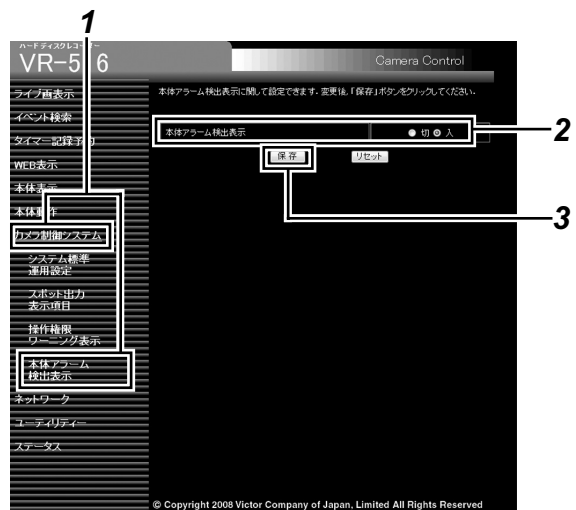 1
ハードディスクレコーダー
VR-5 6
Camera Control
ライブ画表示
本体アラーム検出表示に関して設定できます。変更後、「保存」ボタンをクリックしてください。
イベント検索
タイマー記録予約
本体アラーム検出表示
切 入
2
WEB表示
保存
リセット
本体表示
本体動作
3
カメラ制御システム
システム標準
運用設定
スポット出力
表示項目
操作権限
ワーニング表示
本体アラーム
検出表示
ネットワーク
ユーティリティー
ステータス
© Copyright 2008 Victor Company of Japan, Limited All Rights Reserved